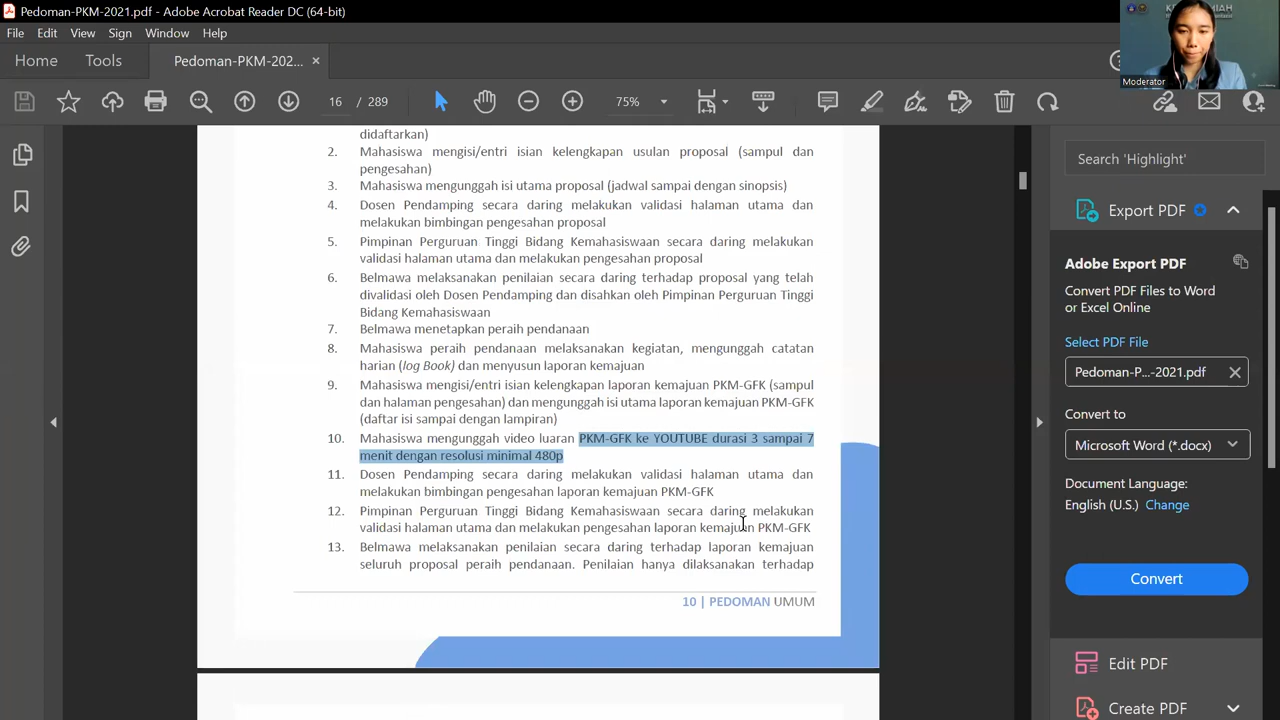 Pedoman-PKM-2021.pdf - Adobe Acrobat Reader DC (64-bit)
File Edit View Sign Window Help
Home Tools Pedoman-PKM-202... ×
16 / 289 75%
Moderator
didaftarkan)
2. Mahasiswa mengisi/entri isian kelengkapan usulan proposal (sampul dan
pengesahan)
3. Mahasiswa mengunggah isi utama proposal (jadwal sampai dengan sinopsis)
4. Dosen Pendamping secara daring melakukan validasi halaman utama dan
melakukan bimbingan pengesahan proposal
5. Pimpinan Perguruan Tinggi Bidang Kemahasiswaan secara daring melakukan
validasi halaman utama dan melakukan pengesahan proposal
6. Belmawa melaksanakan penilaian secara daring terhadap proposal yang telah
divalidasi oleh Dosen Pendamping dan disahkan oleh Pimpinan Perguruan Tinggi
Bidang Kemahasiswaan
7. Belmawa menetapkan peraih pendanaan
8. Mahasiswa peraih pendanaan melaksanakan kegiatan, mengunggah catatan
harian (log Book) dan menyusun laporan kemajuan
9. Mahasiswa mengisi/entri isian kelengkapan laporan kemajuan PKM-GFK (sampul
dan halaman pengesahan) dan mengunggah isi utama laporan kemajuan PKM-GFK
(daftar isi sampai dengan lampiran)
10. Mahasiswa mengunggah video luaran PKM-GFK ke YOUTUBE durasi 3 sampai 7
menit dengan resolusi minimal 480p
11. Dosen Pendamping secara daring melakukan validasi halaman utama dan
melakukan bimbingan pengesahan laporan kemajuan PKM-GFK
12. Pimpinan Perguruan Tinggi Bidang Kemahasiswaan secara daring melakukan
validasi halaman utama dan melakukan pengesahan laporan kemajuan PKM-GFK
13. Belmawa melaksanakan penilaian secara daring terhadap laporan kemajuan
seluruh proposal peraih pendanaan. Penilaian hanya dilaksanakan terhadap
10 | PEDOMAN UMUM
Search 'Highlight'
Export PDF
Adobe Export PDF
Convert PDF Files to Word
or Excel Online
Select PDF File
Pedoman-P...-2021.pdf
Convert to
Microsoft Word (*.docx)
Document Language:
English (U.S.) Change
Convert
Edit PDF
Create PDF